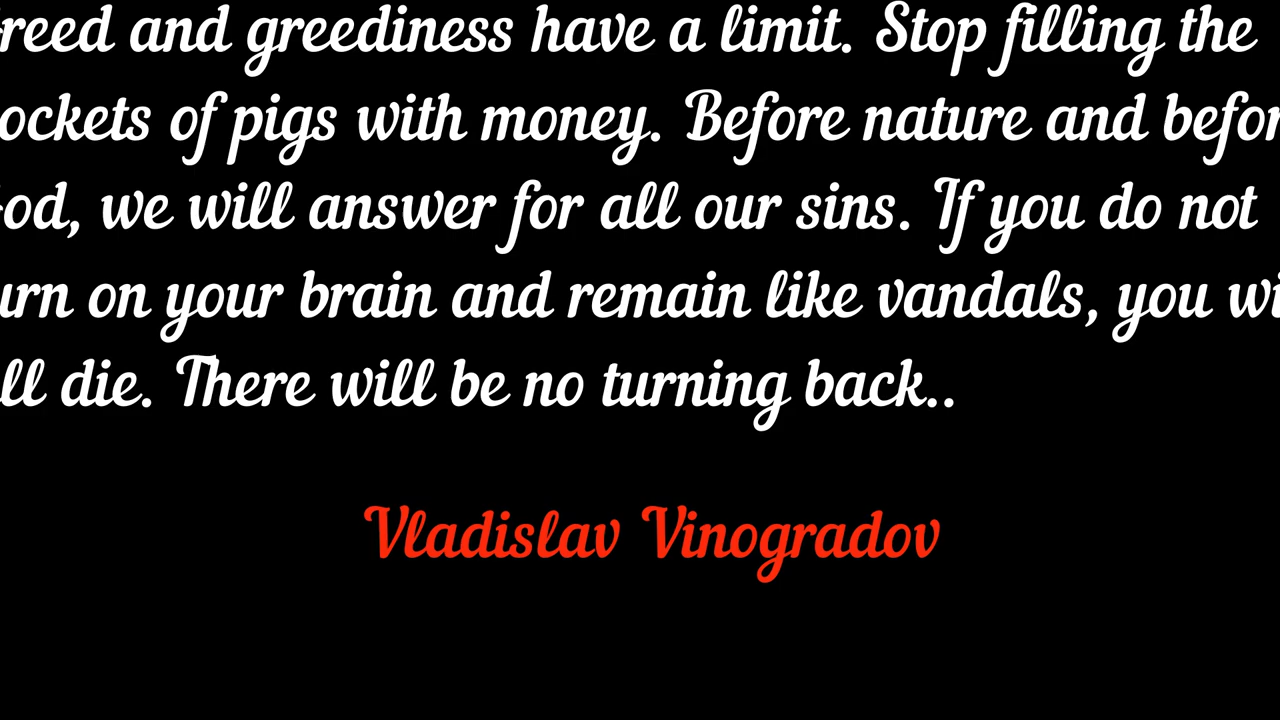 reed and greediness have a limit. Stop filling the
ockets of pigs with money. Before nature and befor
od, we will answer for all our sins. If you do not
urn on your brain and remain like vandals, you wi
ll die. There will be no turning back..
Vladislav Vinogradov